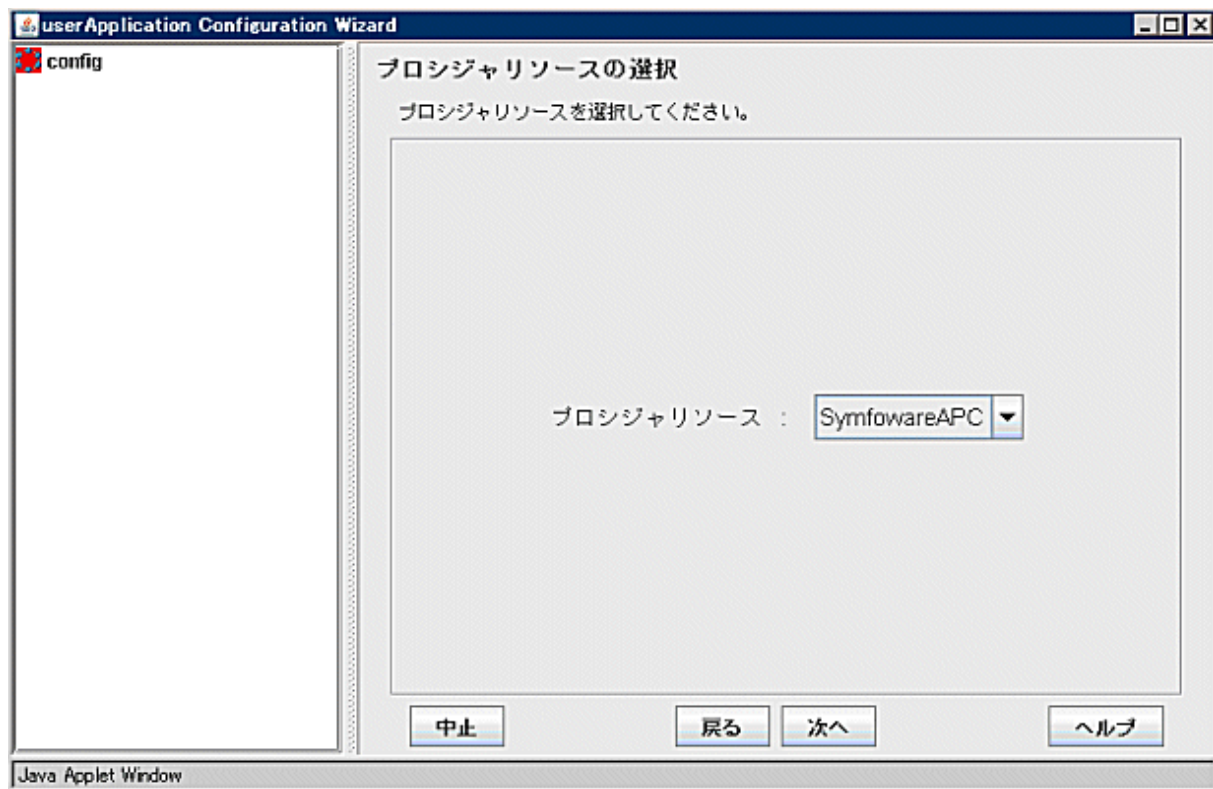 userApplication Configuration Wizard
config
プロシジャリソースの選択
プロシジャリソースを選択してください。
プロシジャリソース :
SymfowareAPC
中止
戻る
次へ
ヘルプ
Java Applet Window